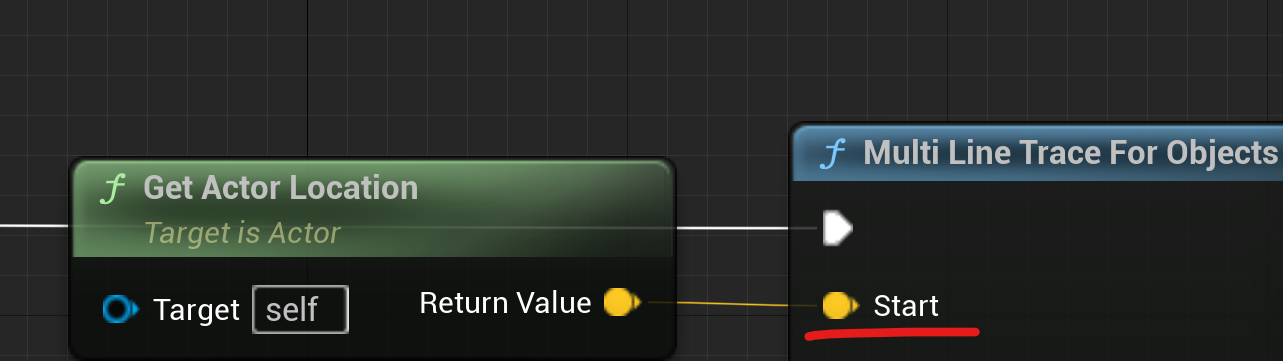 f Get Actor Location
Target is Actor
Target self
Return Value
f Multi Line Trace For Objects
Start